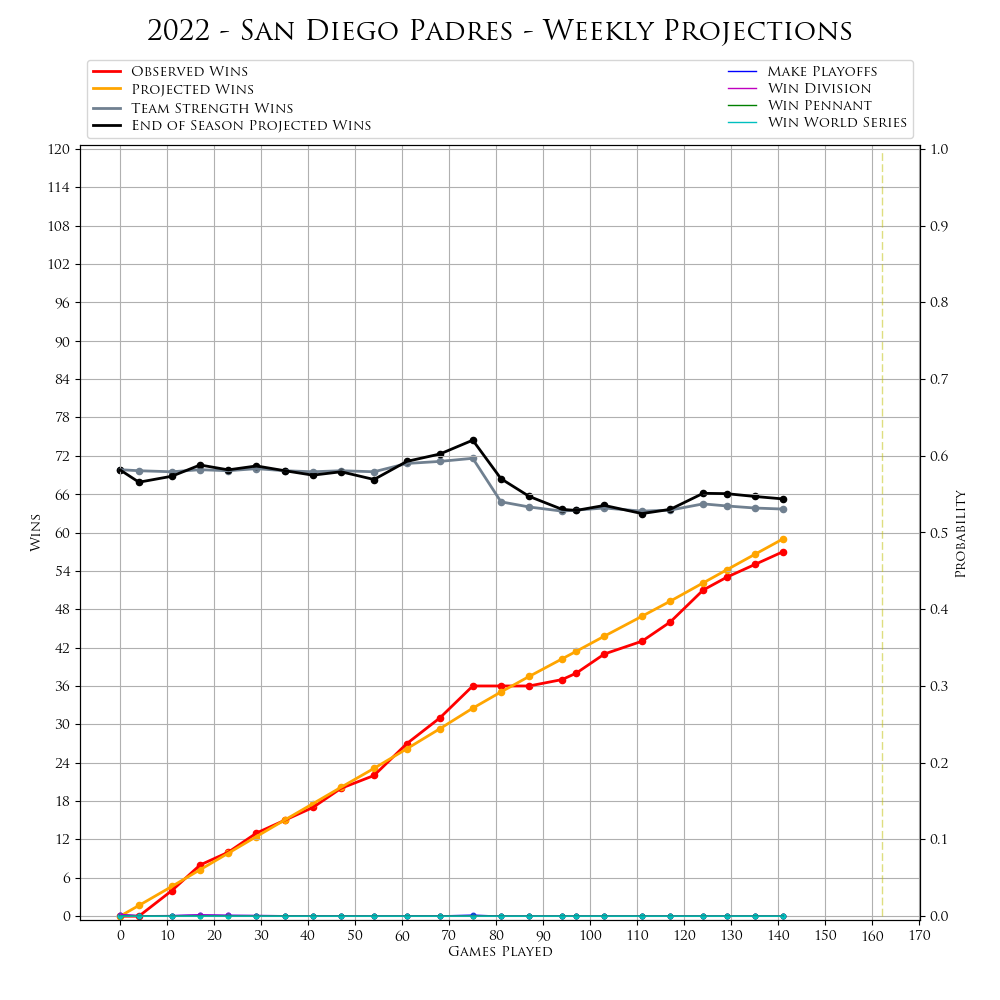 2022 - San Diego Padres - Weekly Projections
Observed Wins
Projected Wins
Team Strength Wins
End of Season Projected Wins
Make Playoffs
Win Division
Win Pennant
Win World Series
120
114
108
102
96
90
84
78
72
66
60
54
48
42
36
30
24
18
12
6
0
Wins
1.0
0.9
0.8
0.7
0.6
0.5
0.4
0.3
0.2
0.1
0.0
Probability
0 10 20 30 40 50 60 70 80 90 100 110 120 130 140 150 160 170
Games Played